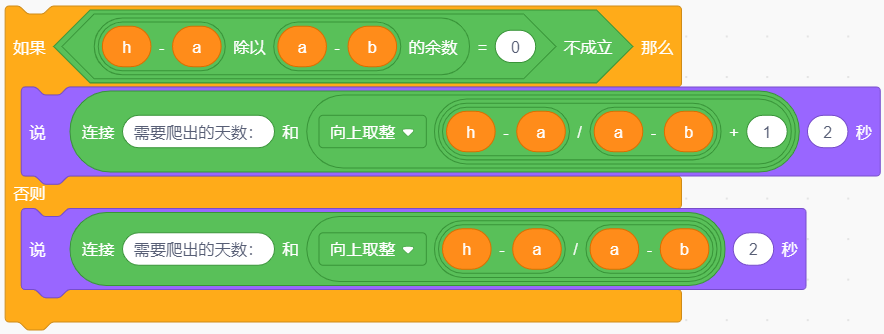 如果 h - a 除以 a - b 的余数 = 0 不成立 那么
说 连接 需要爬出的天数： 和 向上取整 h - a / a - b + 1 2 秒
否则
说 连接 需要爬出的天数： 和 向上取整 h - a / a - b 2 秒